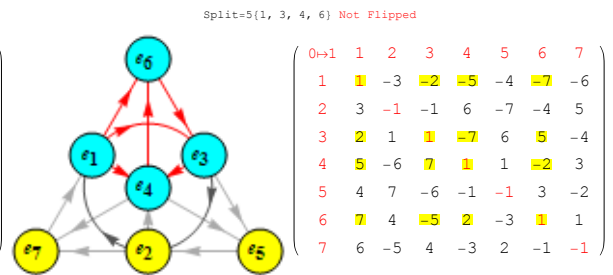 Split=5{1, 3, 4, 6} Not Flipped
e6
e1
e3
e4
e7
e2
e5
0↦1 1 2 3 4 5 6 7
1 1 −3 −2 −5 −4 −7 −6
2 3 −1 −1 6 −7 −4 5
3 2 1 1 −7 6 5 −4
4 5 −6 7 1 1 −2 3
5 4 7 −6 −1 −1 3 −2
6 7 4 −5 2 −3 1 1
7 6 −5 4 −3 2 −1 −1